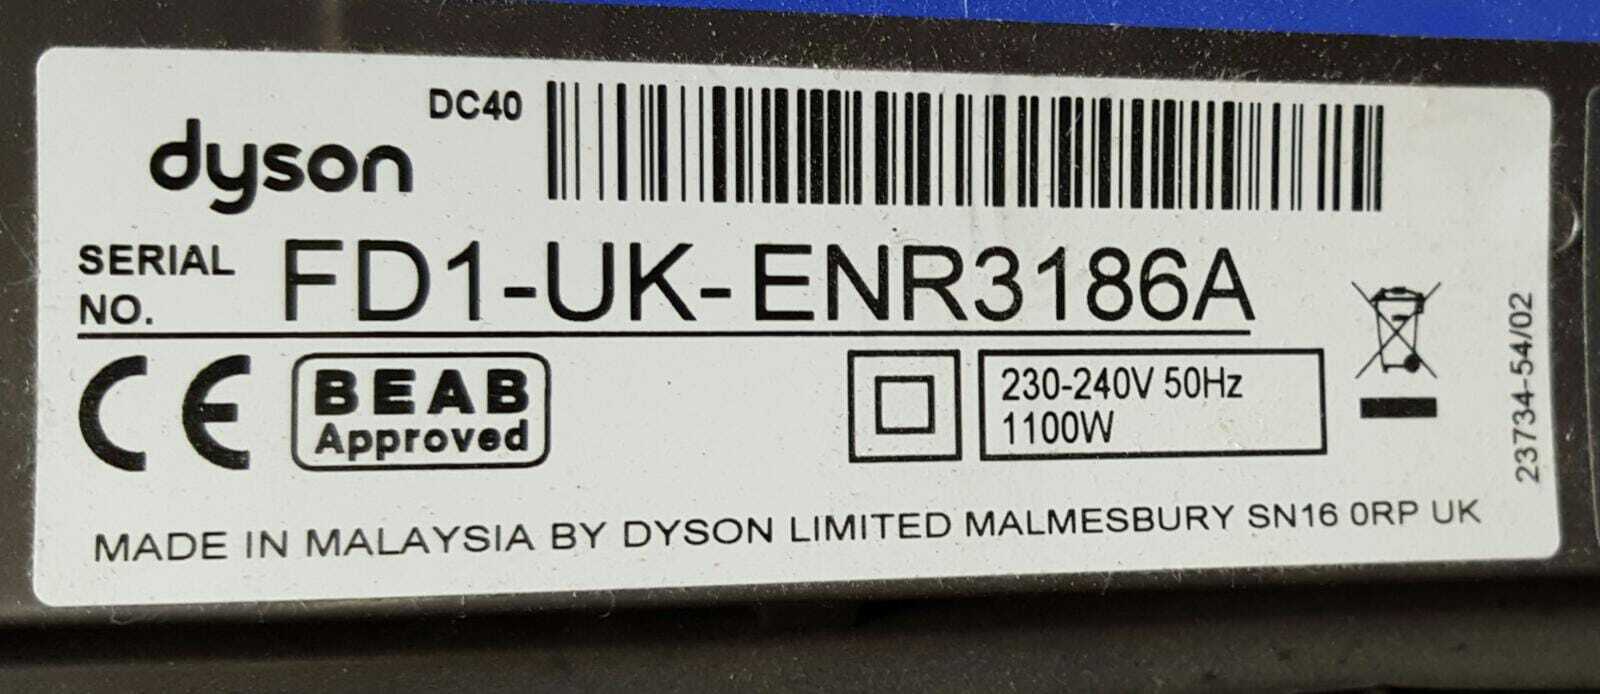 DC40
dyson
SERIAL
NO.
FD1-UK-ENR3186A
CE
BEAB
Approved
230-240V 50Hz
1100W
23734-54/02
MADE IN MALAYSIA BY DYSON LIMITED MALMESBURY SN16 0RP UK